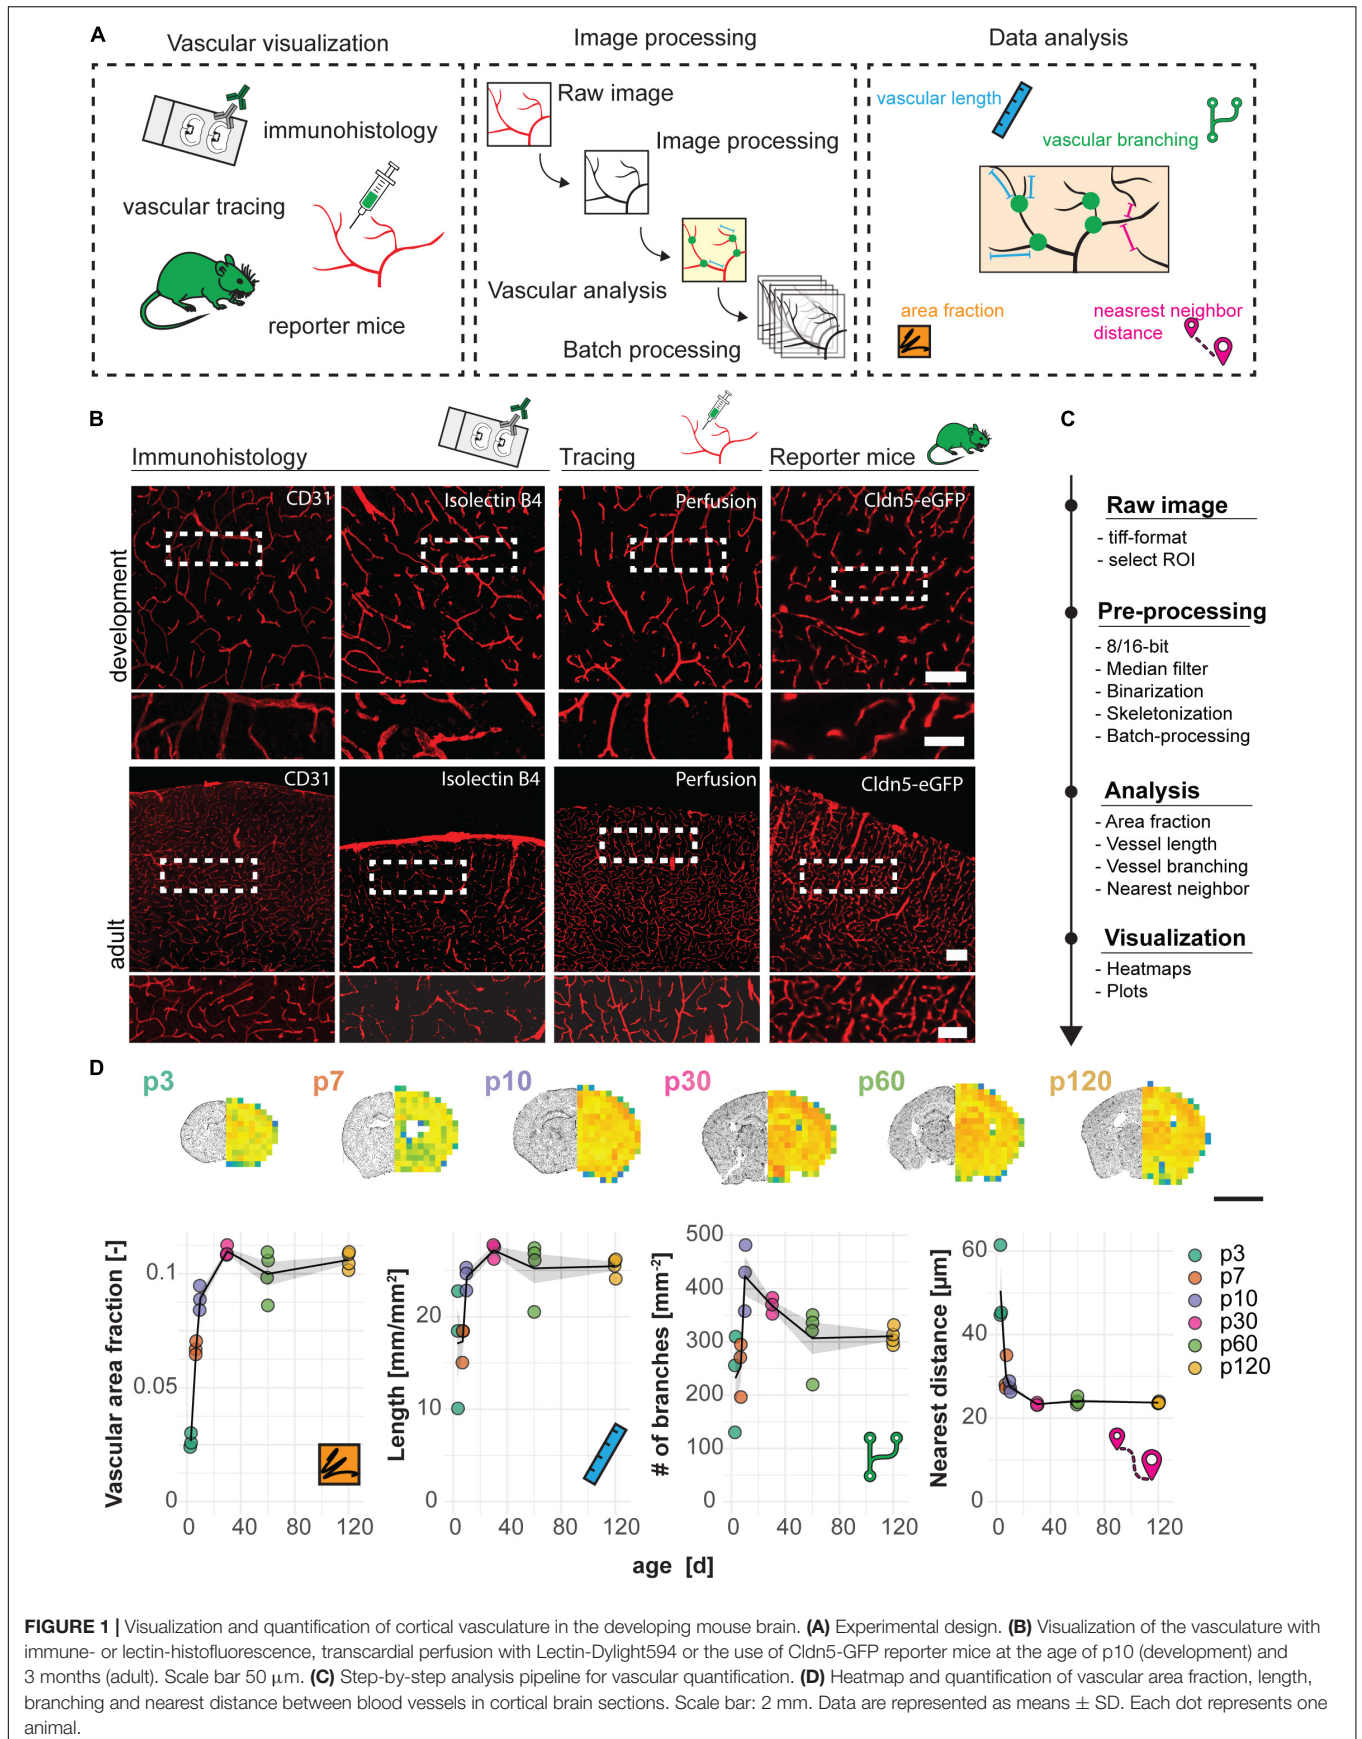 A
Vascular visualization
Image processing
Data analysis
immunohistology
vascular tracing
reporter mice
Raw image
Image processing
Vascular analysis
Batch processing
vascular length
vascular branching
area fraction
neasrest neighbor
distance
B
Immunohistology
Tracing
Reporter mice
development
CD31
Isolectin B4
Perfusion
Cldn5-eGFP
adult
CD31
Isolectin B4
Perfusion
Cldn5-eGFP
C
Raw image
- tiff-format
- select ROI
Pre-processing
- 8/16-bit
- Median filter
- Binarization
- Skeletonization
- Batch-processing
Analysis
- Area fraction
- Vessel length
- Vessel branching
- Nearest neighbor
Visualization
- Heatmaps
- Plots
D
p3
p7
p10
p30
p60
p120
Vascular area fraction [-]
0.1
0.05
0
0 40 80 120
Length [mm/mm²]
20
10
0
0 40 80 120
# of branches [mm⁻²]
500
400
300
200
100
0
0 40 80 120
Nearest distance [µm]
60
40
20
0
0 40 80 120
p3
p7
p10
p30
p60
p120
age [d]
FIGURE 1 | Visualization and quantification of cortical vasculature in the developing mouse brain. (A) Experimental design. (B) Visualization of the vasculature with
immune- or lectin-histofluorescence, transcardial perfusion with Lectin-Dylight594 or the use of Cldn5-GFP reporter mice at the age of p10 (development) and
3 months (adult). Scale bar 50 µm. (C) Step-by-step analysis pipeline for vascular quantification. (D) Heatmap and quantification of vascular area fraction, length,
branching and nearest distance between blood vessels in cortical brain sections. Scale bar: 2 mm. Data are represented as means ± SD. Each dot represents one
animal.